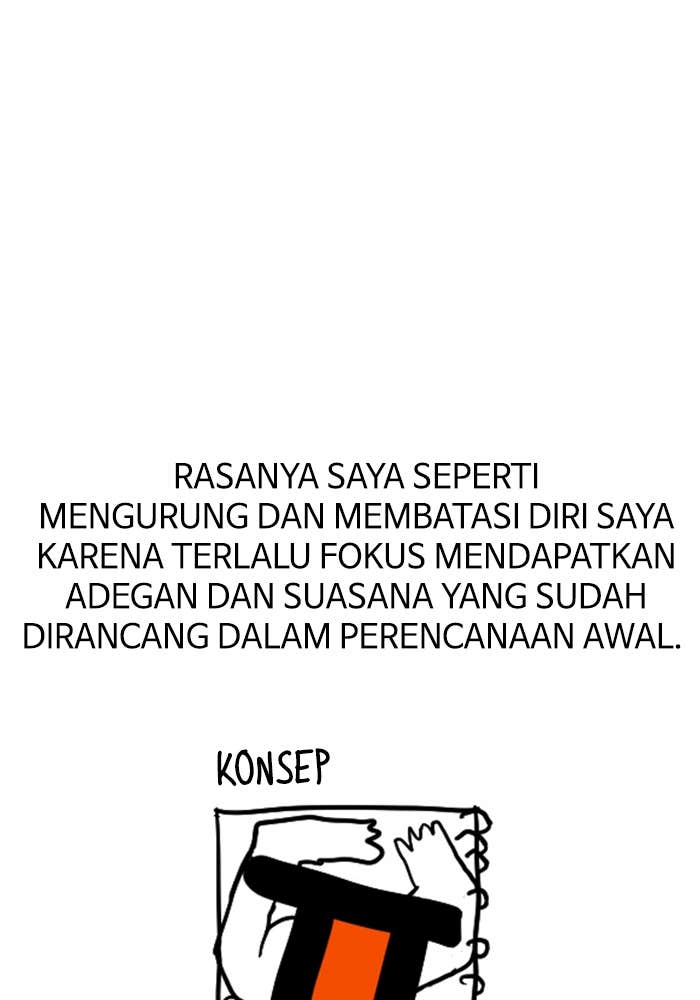 RASANYA SAYA SEPERTI
MENGURUNG DAN MEMBATASI DIRI SAYA
KARENA TERLALU FOKUS MENDAPATKAN
ADEGAN DAN SUASANA YANG SUDAH
DIRANCANG DALAM PERENCANAAN AWAL.
KONSEP